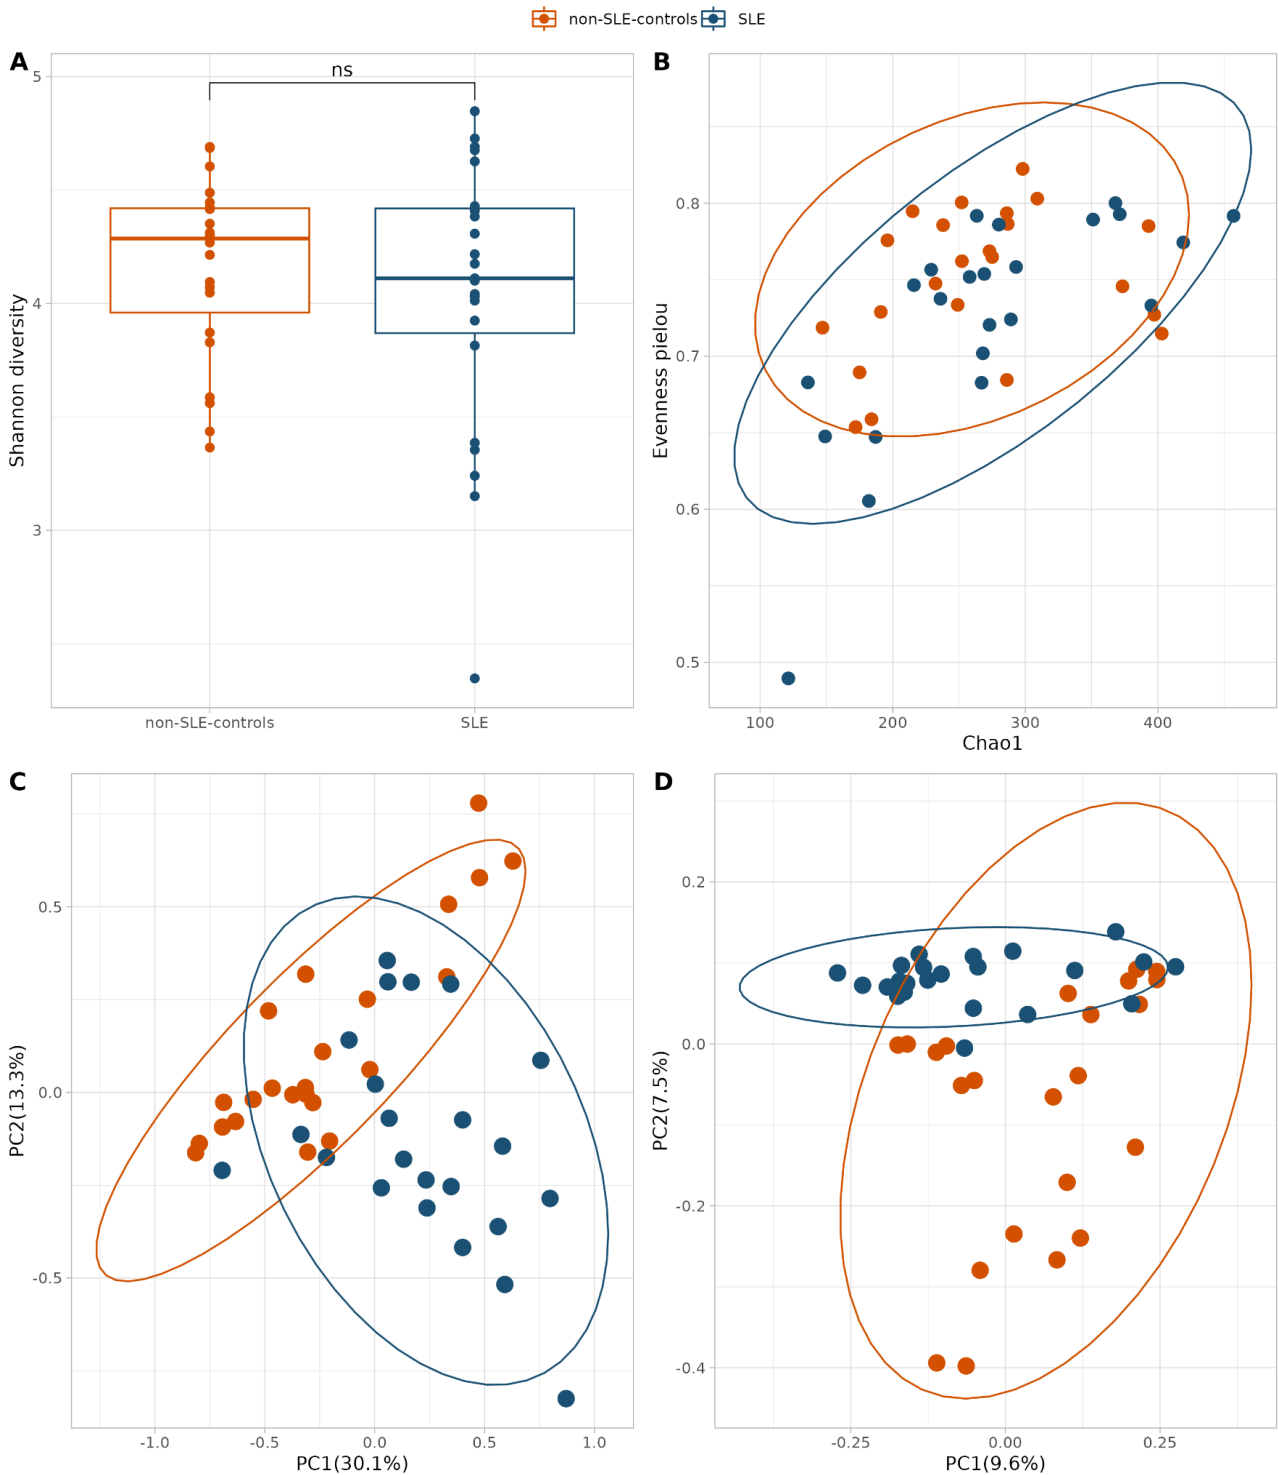 non-SLE-controls SLE
A
ns
5
4
3
Shannon diversity
non-SLE-controls SLE
B
0.8
0.7
0.6
0.5
Evenness pielou
100 200 300 400
Chao1
C
0.5
0.0
-0.5
PC2(13.3%)
-1.0 -0.5 0.0 0.5 1.0
PC1(30.1%)
D
0.2
0.0
-0.2
-0.4
PC2(7.5%)
-0.25 0.00 0.25
PC1(9.6%)